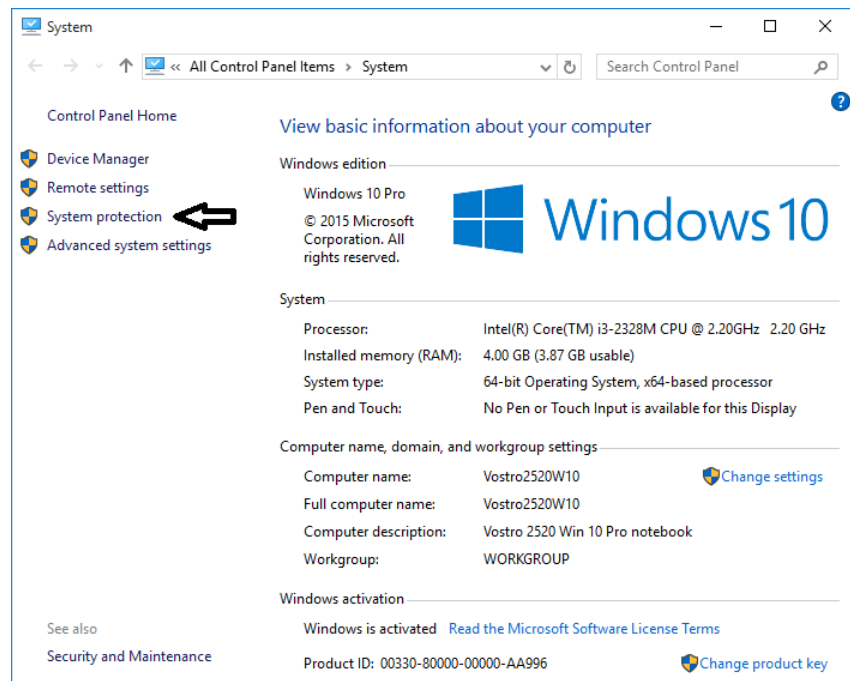 System
« All Control Panel Items › System
Search Control Panel
?
Control Panel Home
Device Manager
Remote settings
System protection
Advanced system settings
View basic information about your computer
Windows edition
Windows 10 Pro
© 2015 Microsoft
Corporation. All
rights reserved.
Windows 10
System
Processor: Intel(R) Core(TM) i3-2328M CPU @ 2.20GHz 2.20 GHz
Installed memory (RAM): 4.00 GB (3.87 GB usable)
System type: 64-bit Operating System, x64-based processor
Pen and Touch: No Pen or Touch Input is available for this Display
Computer name, domain, and workgroup settings
Computer name: Vostro2520W10 Change settings
Full computer name: Vostro2520W10
Computer description: Vostro 2520 Win 10 Pro notebook
Workgroup: WORKGROUP
Windows activation
Windows is activated Read the Microsoft Software License Terms
Product ID: 00330-80000-00000-AA996 Change product key
See also
Security and Maintenance